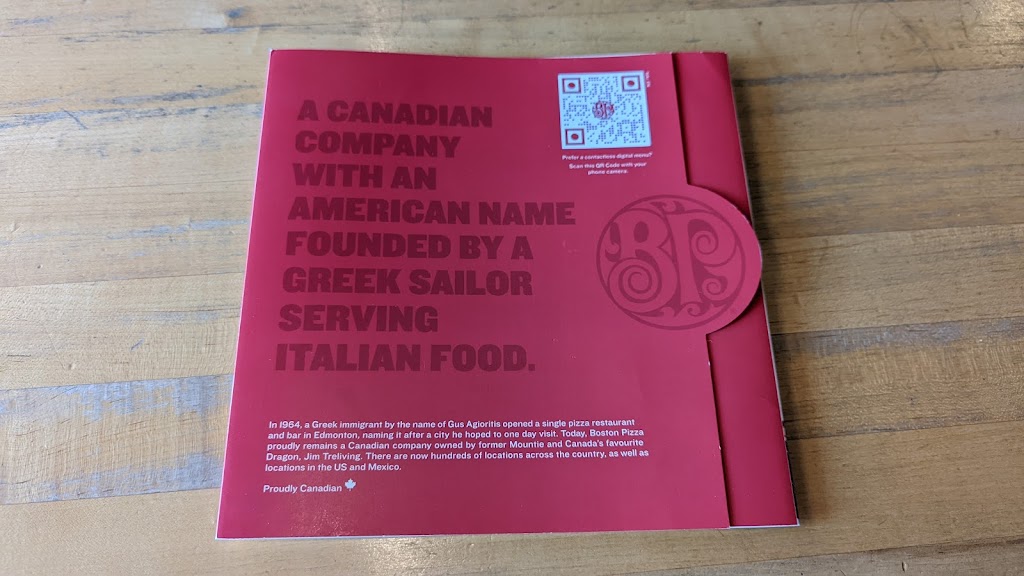 A CANADIAN
COMPANY
WITH AN
AMERICAN NAME
FOUNDED BY A
GREEK SAILOR
SERVING
ITALIAN FOOD.
Prefer a contactless digital menu?
Scan this QR Code with your
phone camera.
BP
In 1964, a Greek immigrant by the name of Gus Agioritis opened a single pizza restaurant
and bar in Edmonton, naming it after a city he hoped to one day visit. Today, Boston Pizza
proudly remains a Canadian company owned by former Mountie and Canada's favourite
Dragon, Jim Treliving. There are now hundreds of locations across the country, as well as
locations in the US and Mexico.
Proudly Canadian